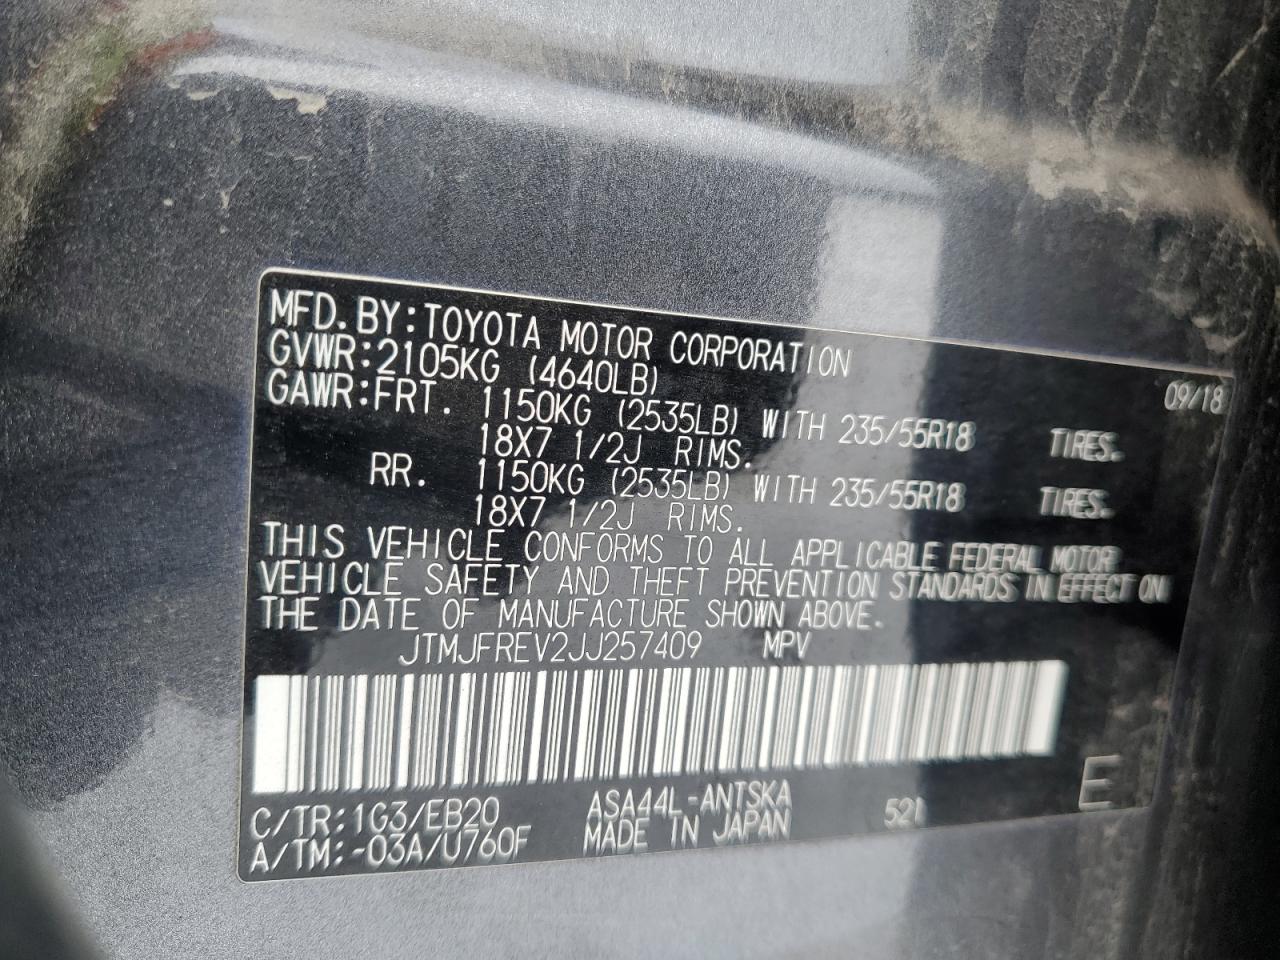 MFD.BY:TOYOTA MOTOR CORPORATION 09/18
GVWR:2105KG (4640LB)
GAWR:FRT. 1150KG (2535LB) WITH 235/55R18 TIRES.
18X7 1/2J RIMS.
RR. 1150KG (2535LB) WITH 235/55R18 TIRES.
18X7 1/2J RIMS.
THIS VEHICLE CONFORMS TO ALL APPLICABLE FEDERAL MOTOR
VEHICLE SAFETY AND THEFT PREVENTION STANDARDS IN EFFECT ON
THE DATE OF MANUFACTURE SHOWN ABOVE.
JTMJFREV2JJ257409 MPV
C/TR:1G3/EB20 ASA44L-ANTSKA 521 E
A/TM:-03A/U760F MADE IN JAPAN